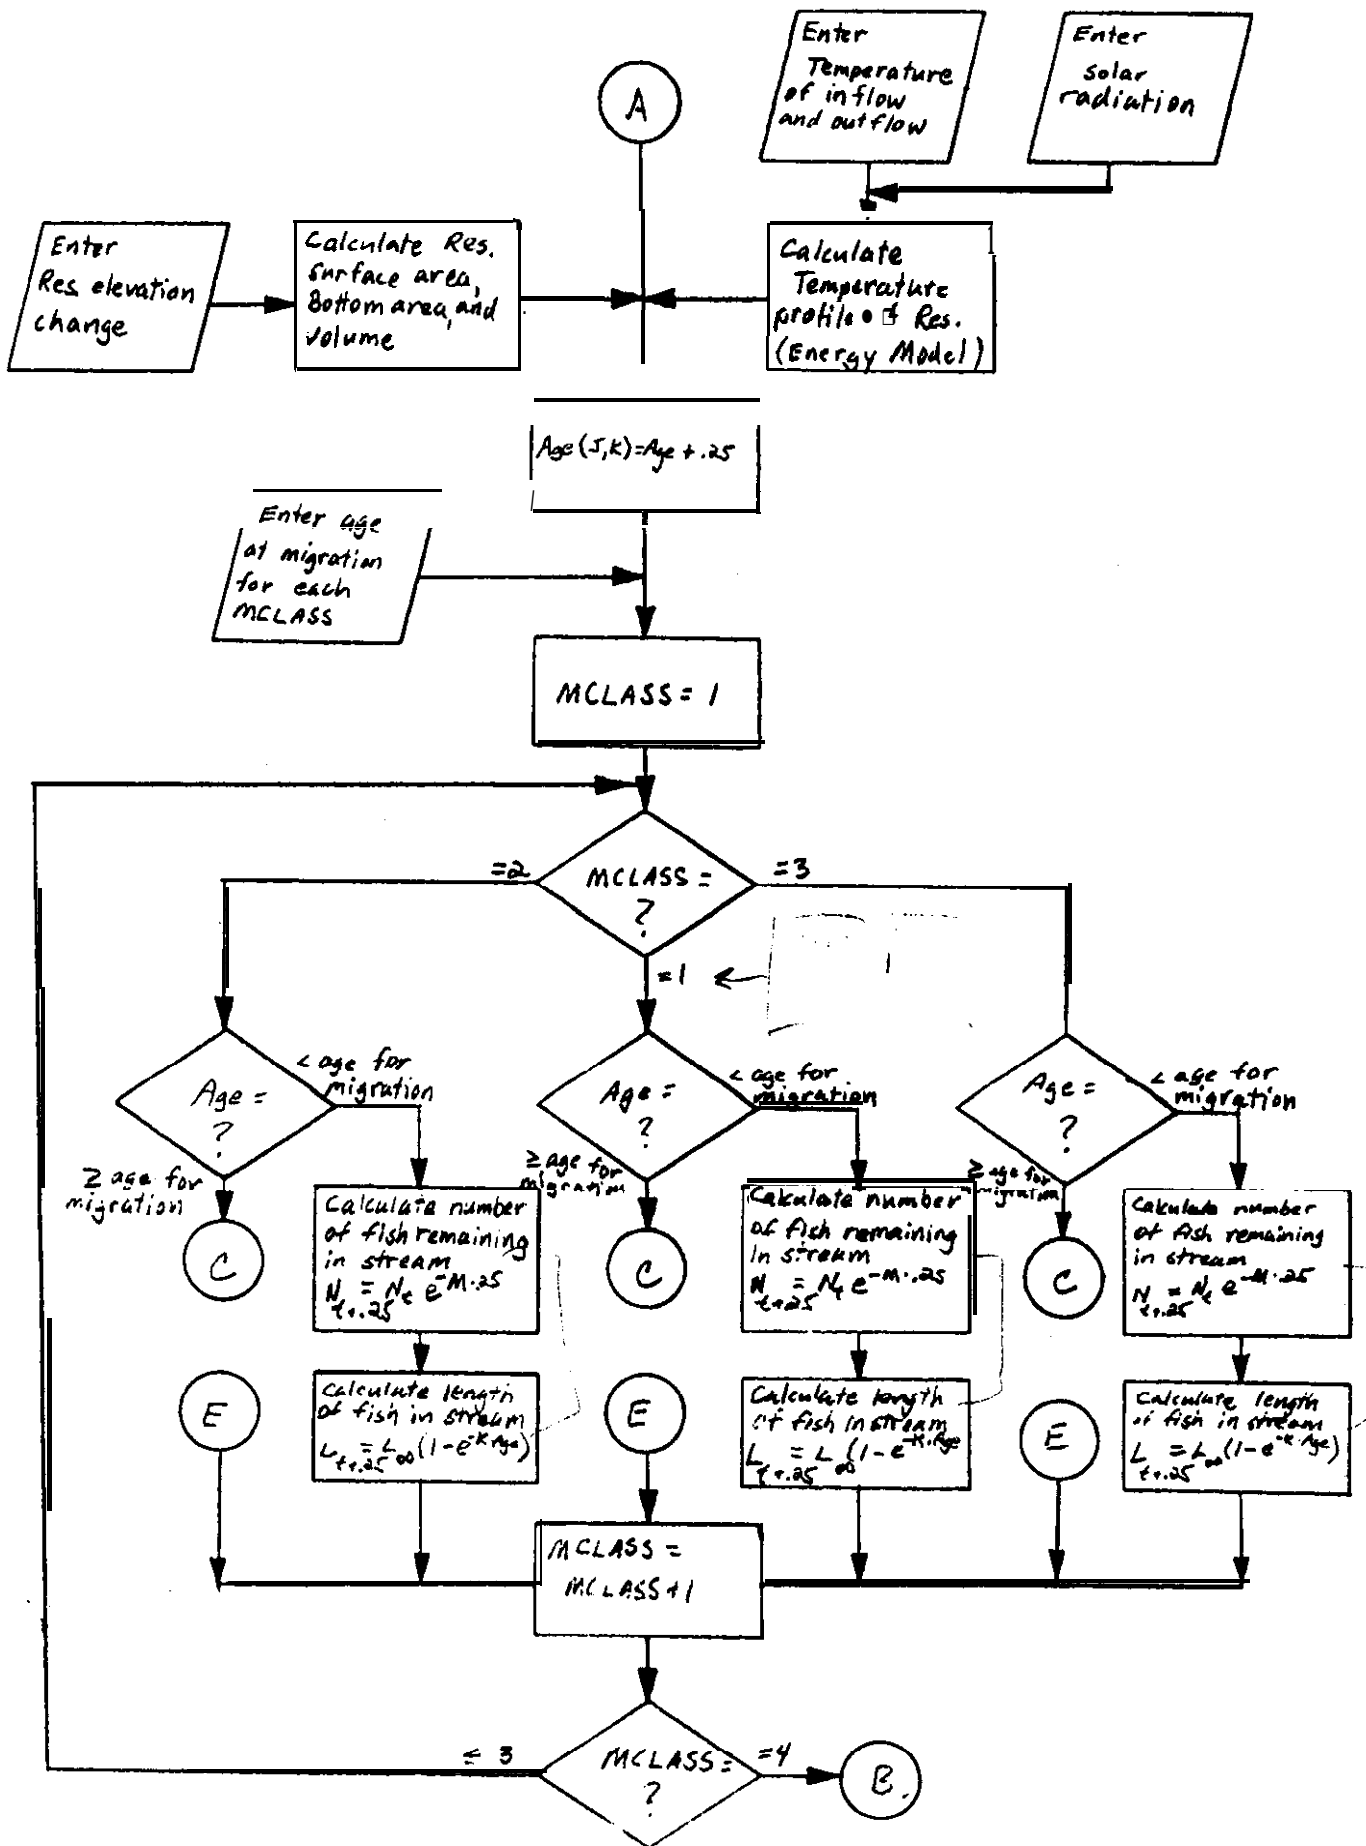 A
Enter
Temperature
of inflow
and outflow
Enter
solar
radiation
Enter
Res. elevation
change
Calculate Res.
surface area,
Bottom area, and
volume
Calculate
Temperature
profile of Res.
(Energy Model)
Age (J,K)=Age + .25
Enter age
at migration
for each
MCLASS
MCLASS = 1
MCLASS =
?
=2
=3
=1
Age =
?
< age for
migration
≥ age for
migration
C
Calculate number
of fish remaining
in stream
N t+.25 = Nt e^-M·.25
Calculate length
of fish in stream
L t+.25 = L∞ (1-e^-K·Age)
E
Age =
?
< age for
migration
≥ age for
migration
C
Calculate number
of fish remaining
in stream
N t+.25 = Nt e^-M·.25
Calculate length
of fish in stream
L t+.25 = L∞ (1-e^-K·Age
E
Age =
?
< age for
migration
≥ age for
migration
C
Calculate number
of fish remaining
in stream
N t+.25 = Nt e^-M·.25
Calculate length
of fish in stream
L t+.25 = L∞ (1-e^-K·Age)
E
MCLASS =
MCLASS+1
MCLASS=
?
≤ 3
=4
B.